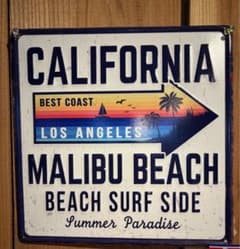 CALIFORNIA
BEST COAST
LOS ANGELES
MALIBU BEACH
BEACH SURF SIDE
Summer Paradise